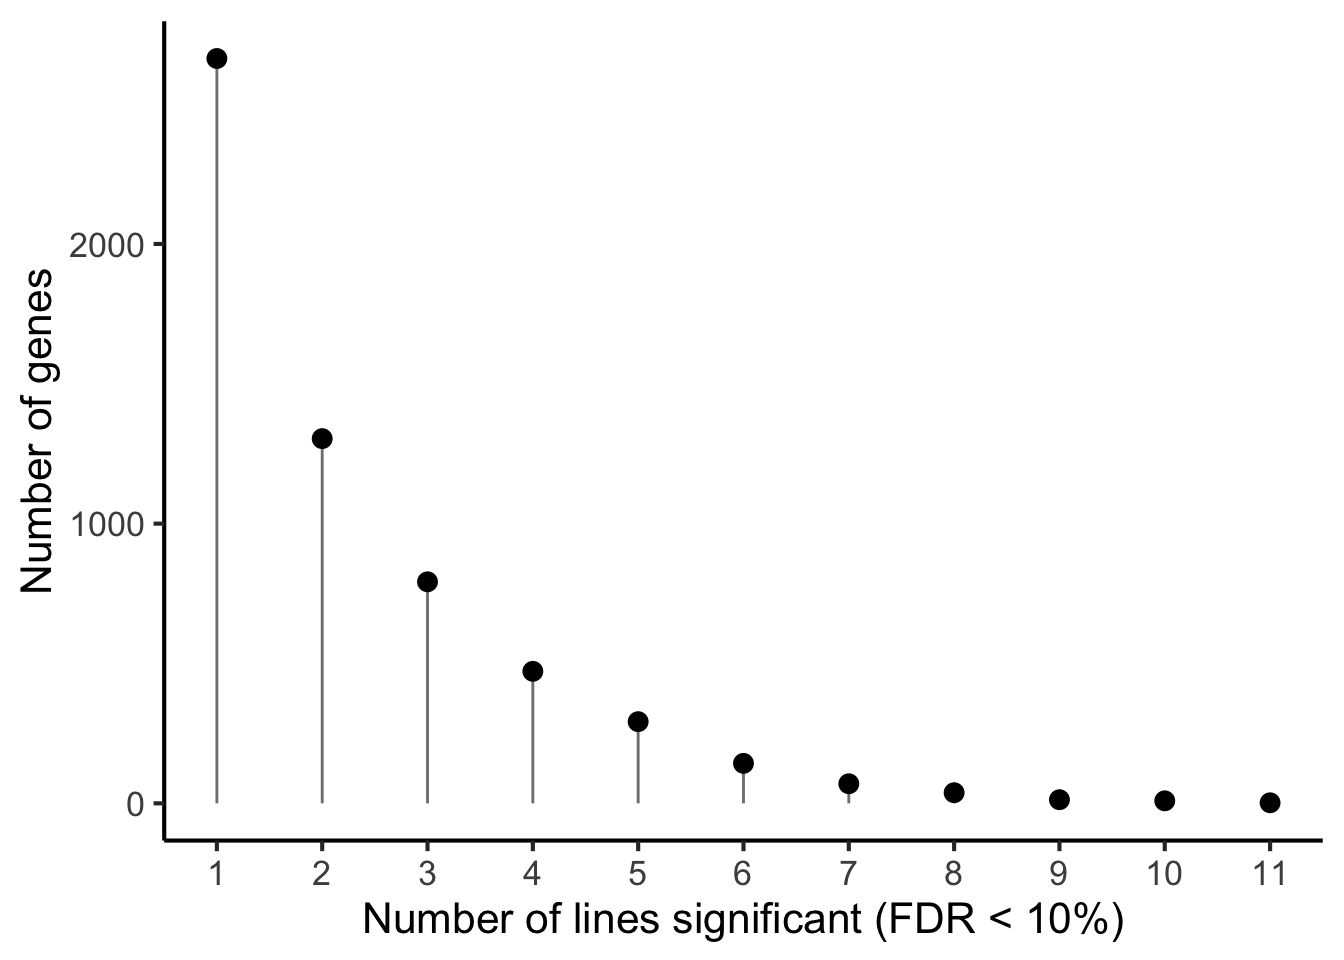 Number of genes
2000
1000
0
1 2 3 4 5 6 7 8 9 10 11
Number of lines significant (FDR < 10%)